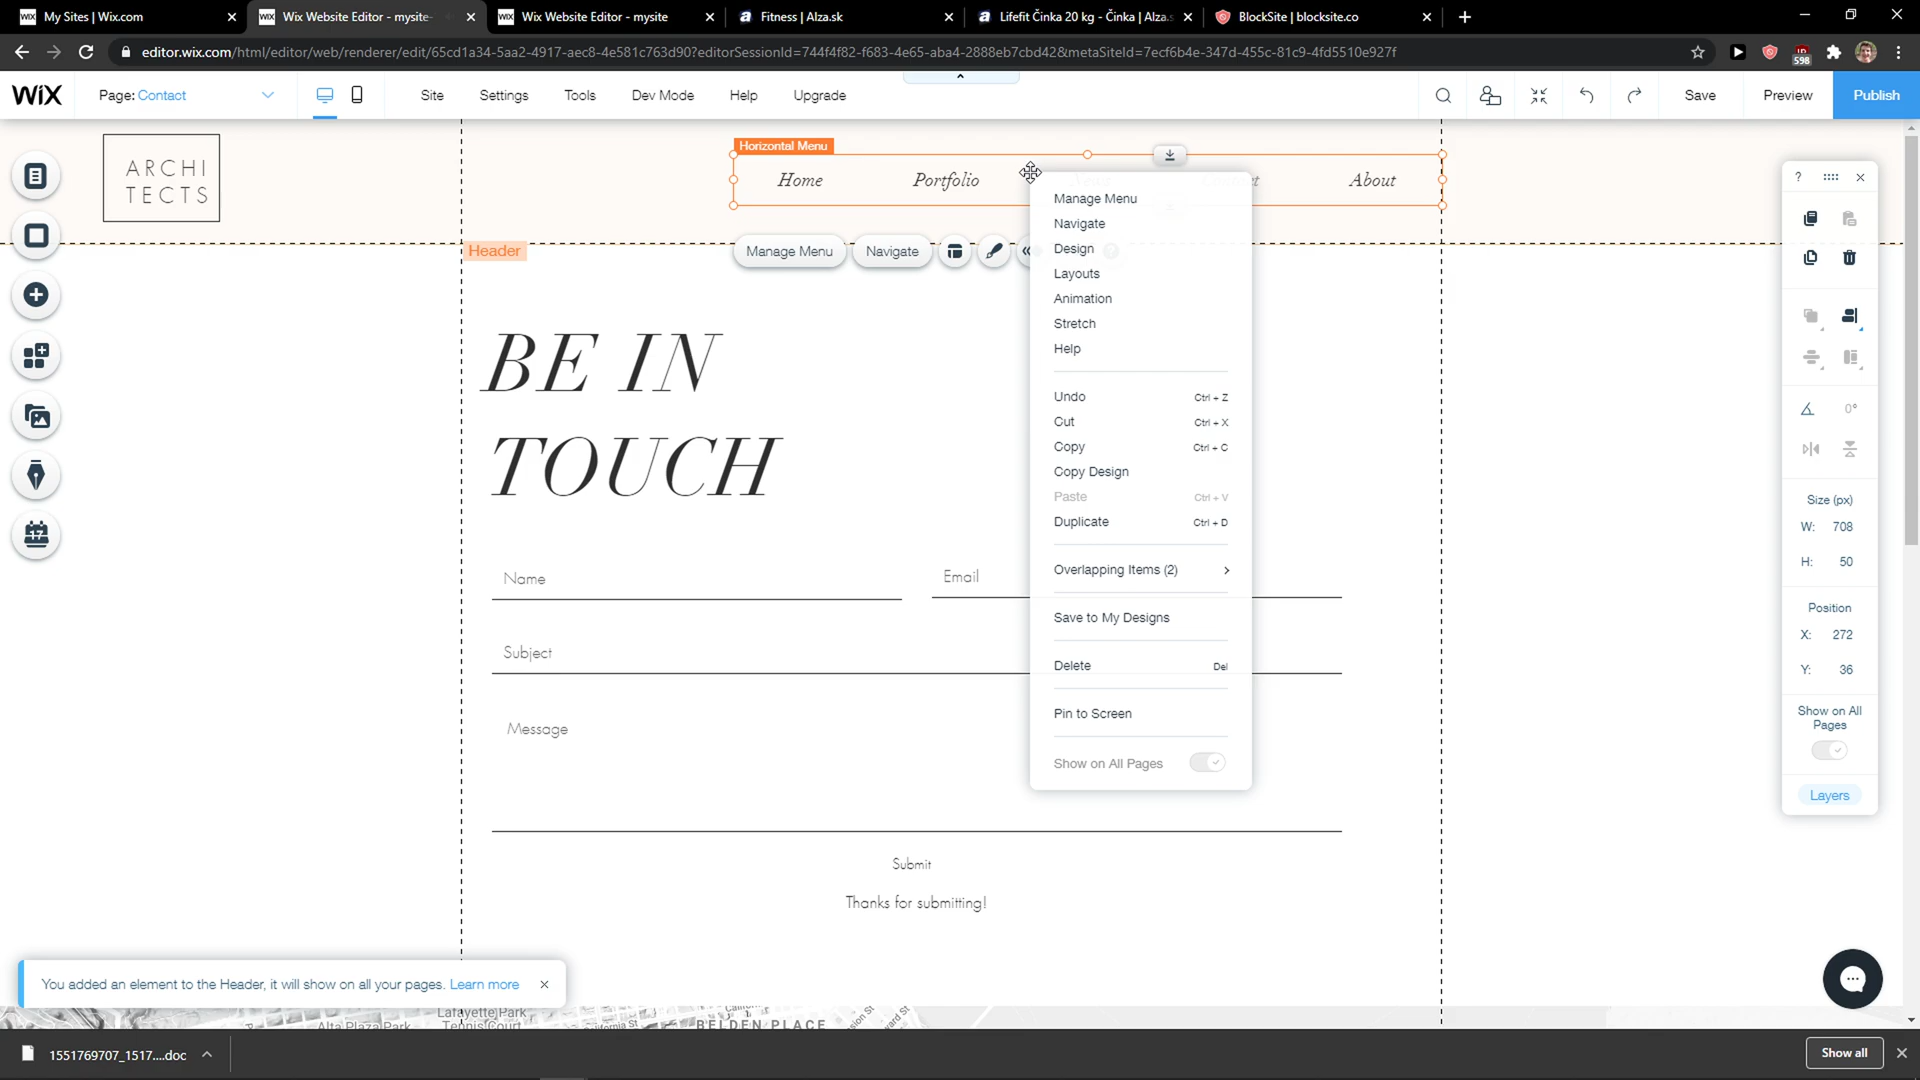 My Sites | Wix.com
Wix Website Editor - mysite-
Wix Website Editor - mysite
Fitness | Alza.sk
Lifefit Činka 20 kg - Činka | Alza.s
BlockSite | blocksite.co
editor.wix.com/html/editor/web/renderer/edit/65cd1a34-5aa2-4917-aec8-4e581c763d90?editorSessionId=744f4f82-f683-4e65-aba4-2888eb7cbd42&metaSiteId=7ecf6b4e-347d-455c-81c9-4fd5510e927f
598
WiX
Page: Contact
Site
Settings
Tools
Dev Mode
Help
Upgrade
Save
Preview
Publish
ARCHI
TECTS
Horizontal Menu
Home
Portfolio
News
About
Header
Manage Menu
Navigate
Manage Menu
Navigate
Design
Layouts
Animation
Stretch
Help
Undo Ctrl + Z
Cut Ctrl + X
Copy Ctrl + C
Copy Design
Paste Ctrl + V
Duplicate Ctrl + D
Overlapping Items (2)
Save to My Designs
Delete Del
Pin to Screen
Show on All Pages
BE IN
TOUCH
Name
Email
Subject
Message
Submit
Thanks for submitting!
17
?
0°
Size (px)
W: 708
H: 50
Position
X: 272
Y: 36
Show on All
Pages
Layers
You added an element to the Header, it will show on all your pages. Learn more
Lafayette Park
Alta Plaza Park
Tennis Court
California St
BELDEN PLACE
1551769707_1517....doc
Show all